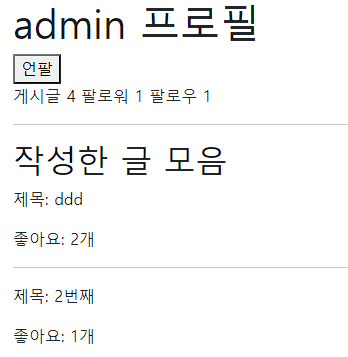 admin 프로필
언팔
게시글 4 팔로워 1 팔로우 1
작성한 글 모음
제목: ddd
좋아요: 2개
제목: 2번째
좋아요: 1개